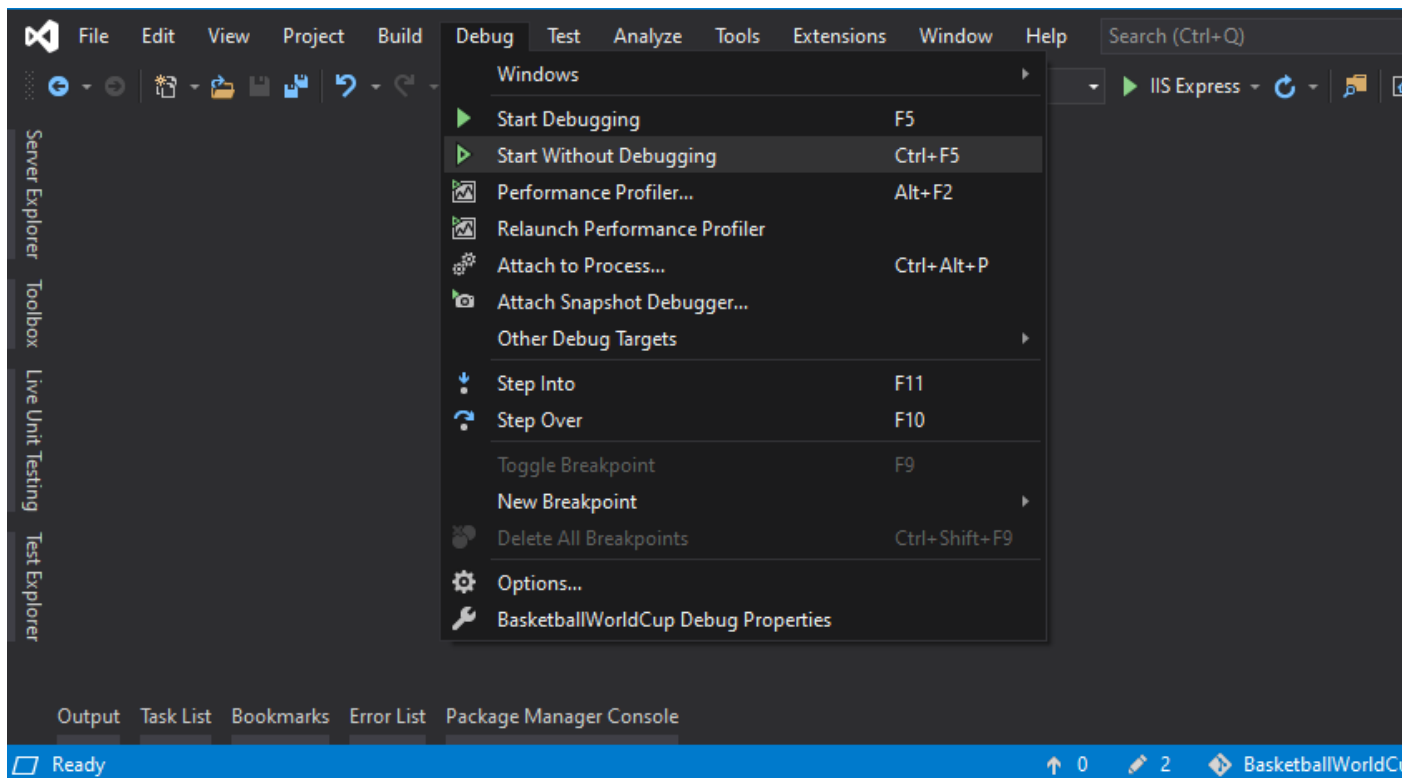 File Edit View Project Build Debug Test Analyze Tools Extensions Window Help Search (Ctrl+Q)
IIS Express
Windows
Start Debugging F5
Start Without Debugging Ctrl+F5
Performance Profiler... Alt+F2
Relaunch Performance Profiler
Attach to Process... Ctrl+Alt+P
Attach Snapshot Debugger...
Other Debug Targets
Step Into F11
Step Over F10
Toggle Breakpoint F9
New Breakpoint
Delete All Breakpoints Ctrl+Shift+F9
Options...
BasketballWorldCup Debug Properties
Server Explorer
Toolbox
Live Unit Testing
Test Explorer
Output Task List Bookmarks Error List Package Manager Console
Ready 0 2